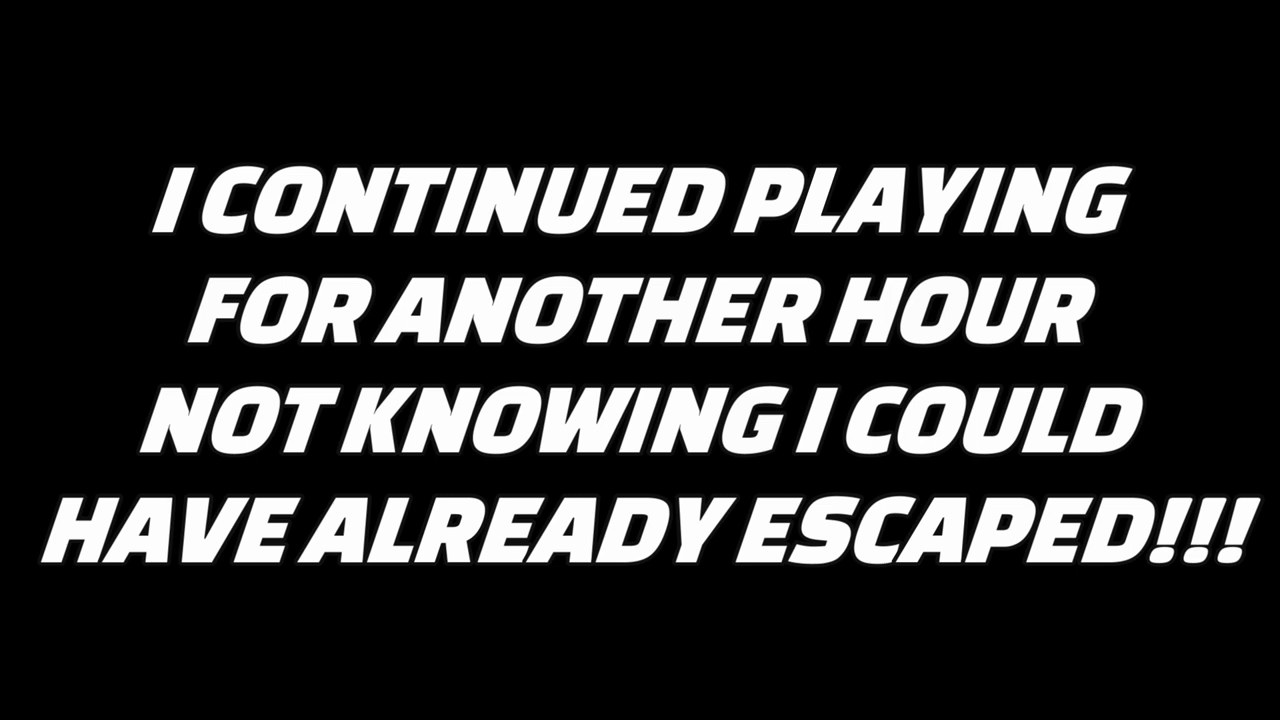 I CONTINUED PLAYING
FOR ANOTHER HOUR
NOT KNOWING I COULD
HAVE ALREADY ESCAPED!!!